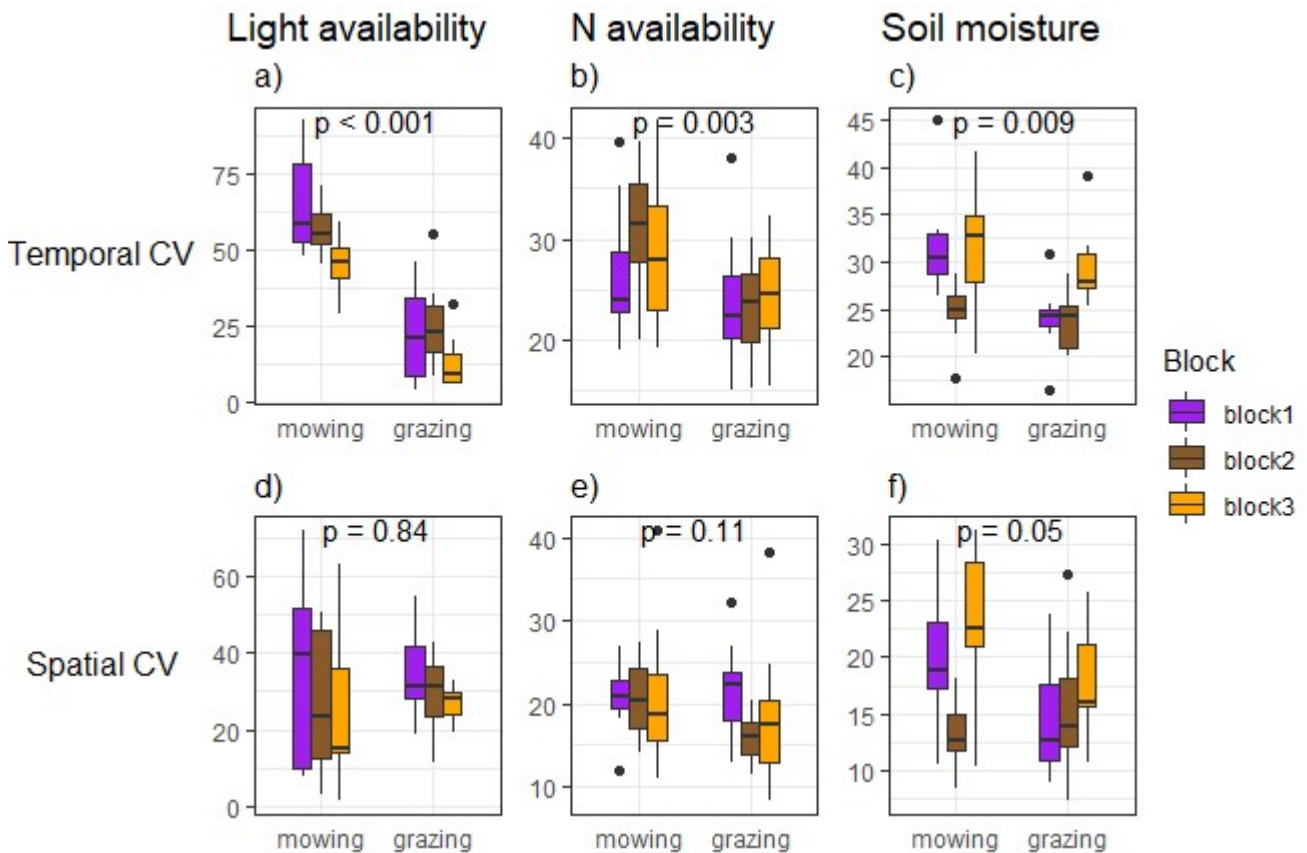 Light availability
N availability
Soil moisture
a)
b)
c)
Temporal CV
p < 0.001
75
50
25
0
mowing
grazing
p = 0.003
40
30
20
mowing
grazing
p = 0.009
45
40
35
30
25
20
mowing
grazing
Block
block1
block2
block3
d)
e)
f)
Spatial CV
p = 0.84
60
40
20
0
mowing
grazing
p = 0.11
40
30
20
10
mowing
grazing
p = 0.05
30
25
20
15
10
mowing
grazing